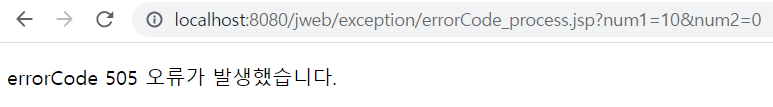 localhost:8080/jweb/exception/errorCode_process.jsp?num1=10&num2=0
errorCode 505 오류가 발생했습니다.